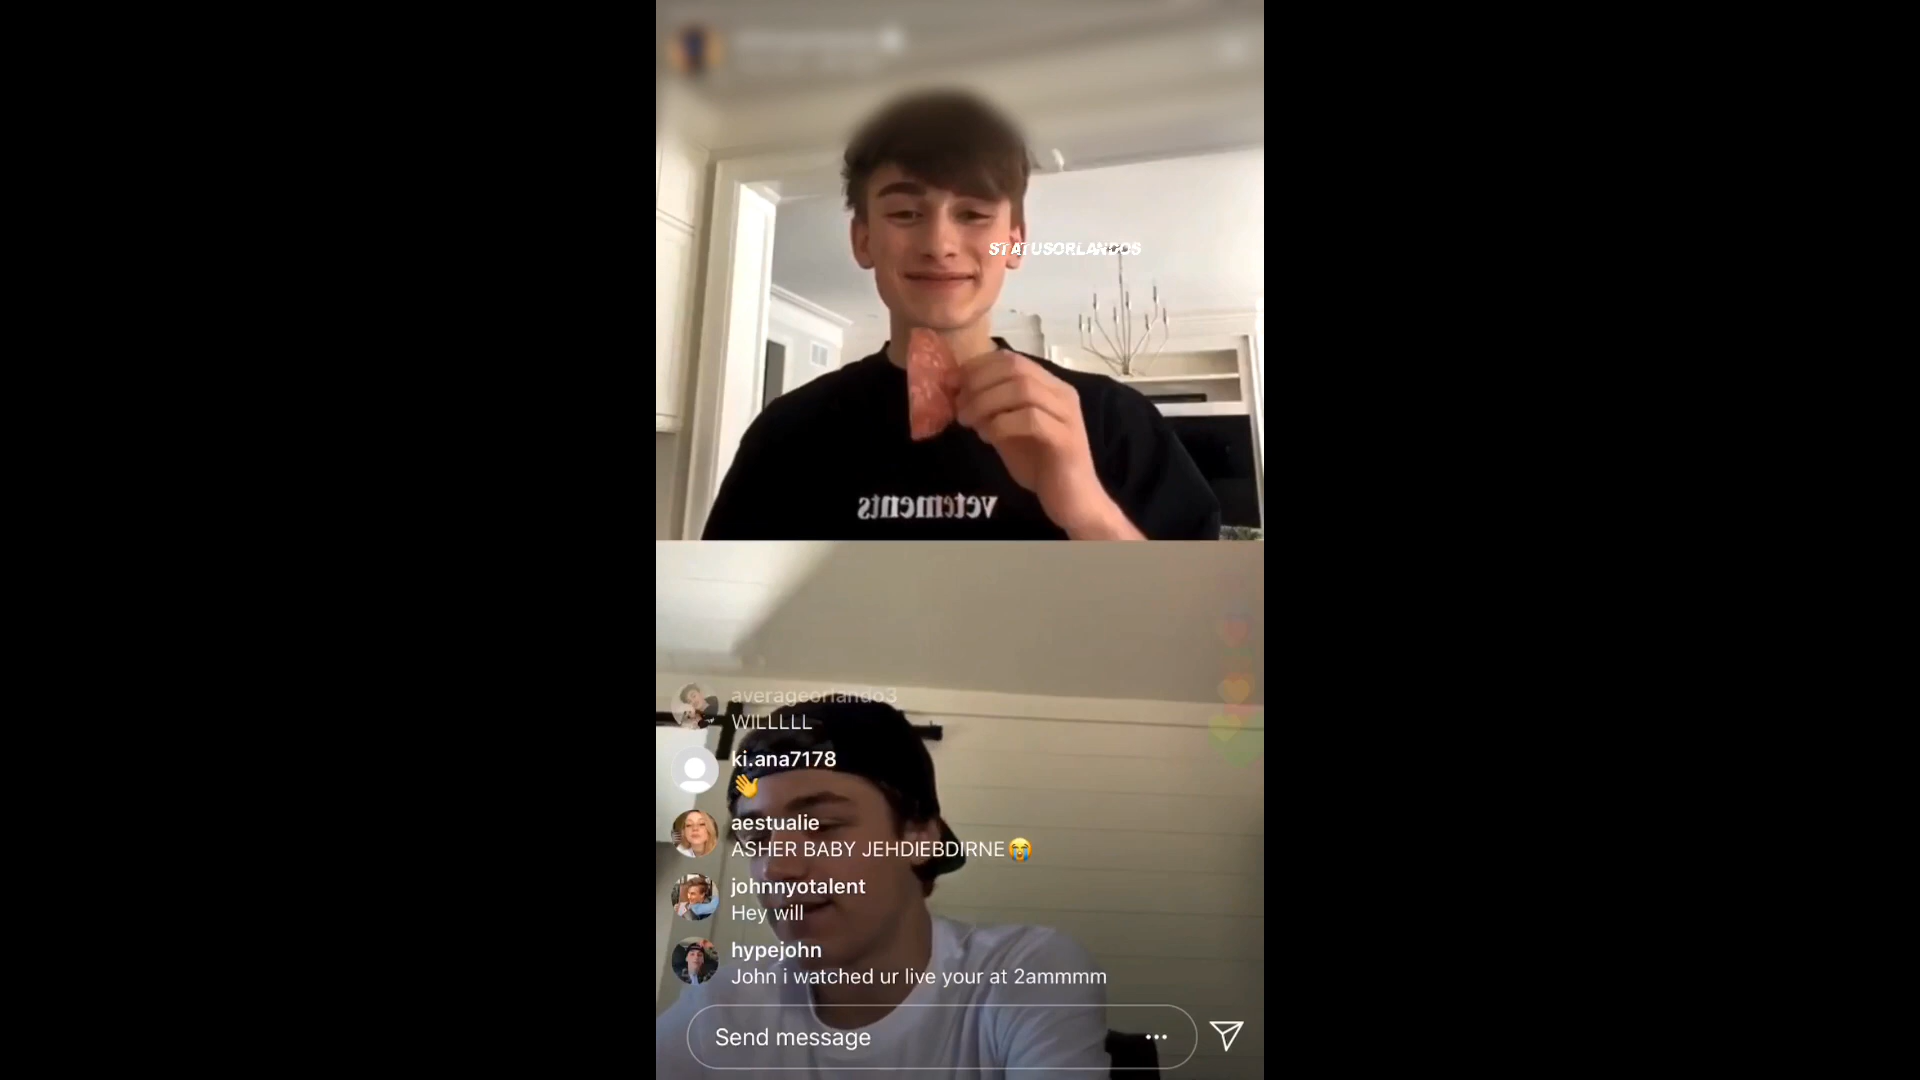 STATUSORLANDOS
vetements
averageorlando3
WILLLLL
ki.ana7178
👋
aestualie
ASHER BABY JEHDIEBDIRNE😭
johnnyotalent
Hey will
hypejohn
John i watched ur live your at 2ammmm
Send message